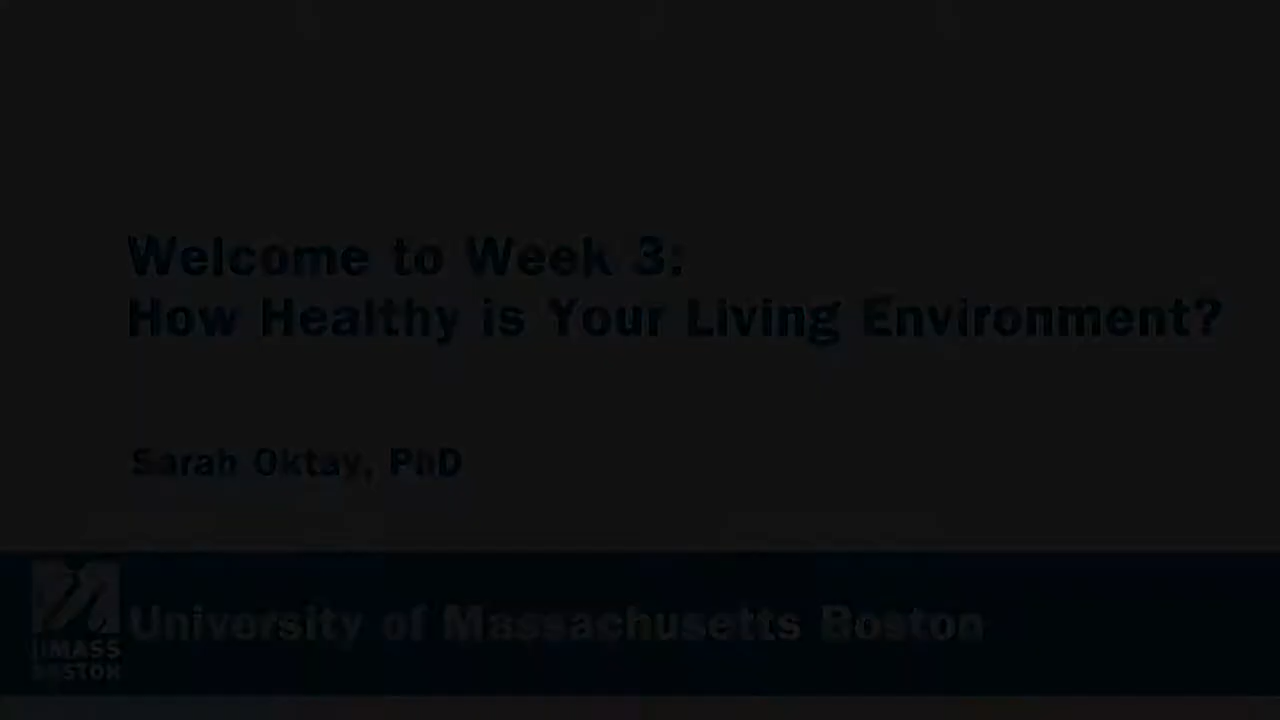 Welcome to Week 3:
How Healthy is Your Living Environment?
Sarah Oktay, PhD
University of Massachusetts Boston
UMASS
BOSTON